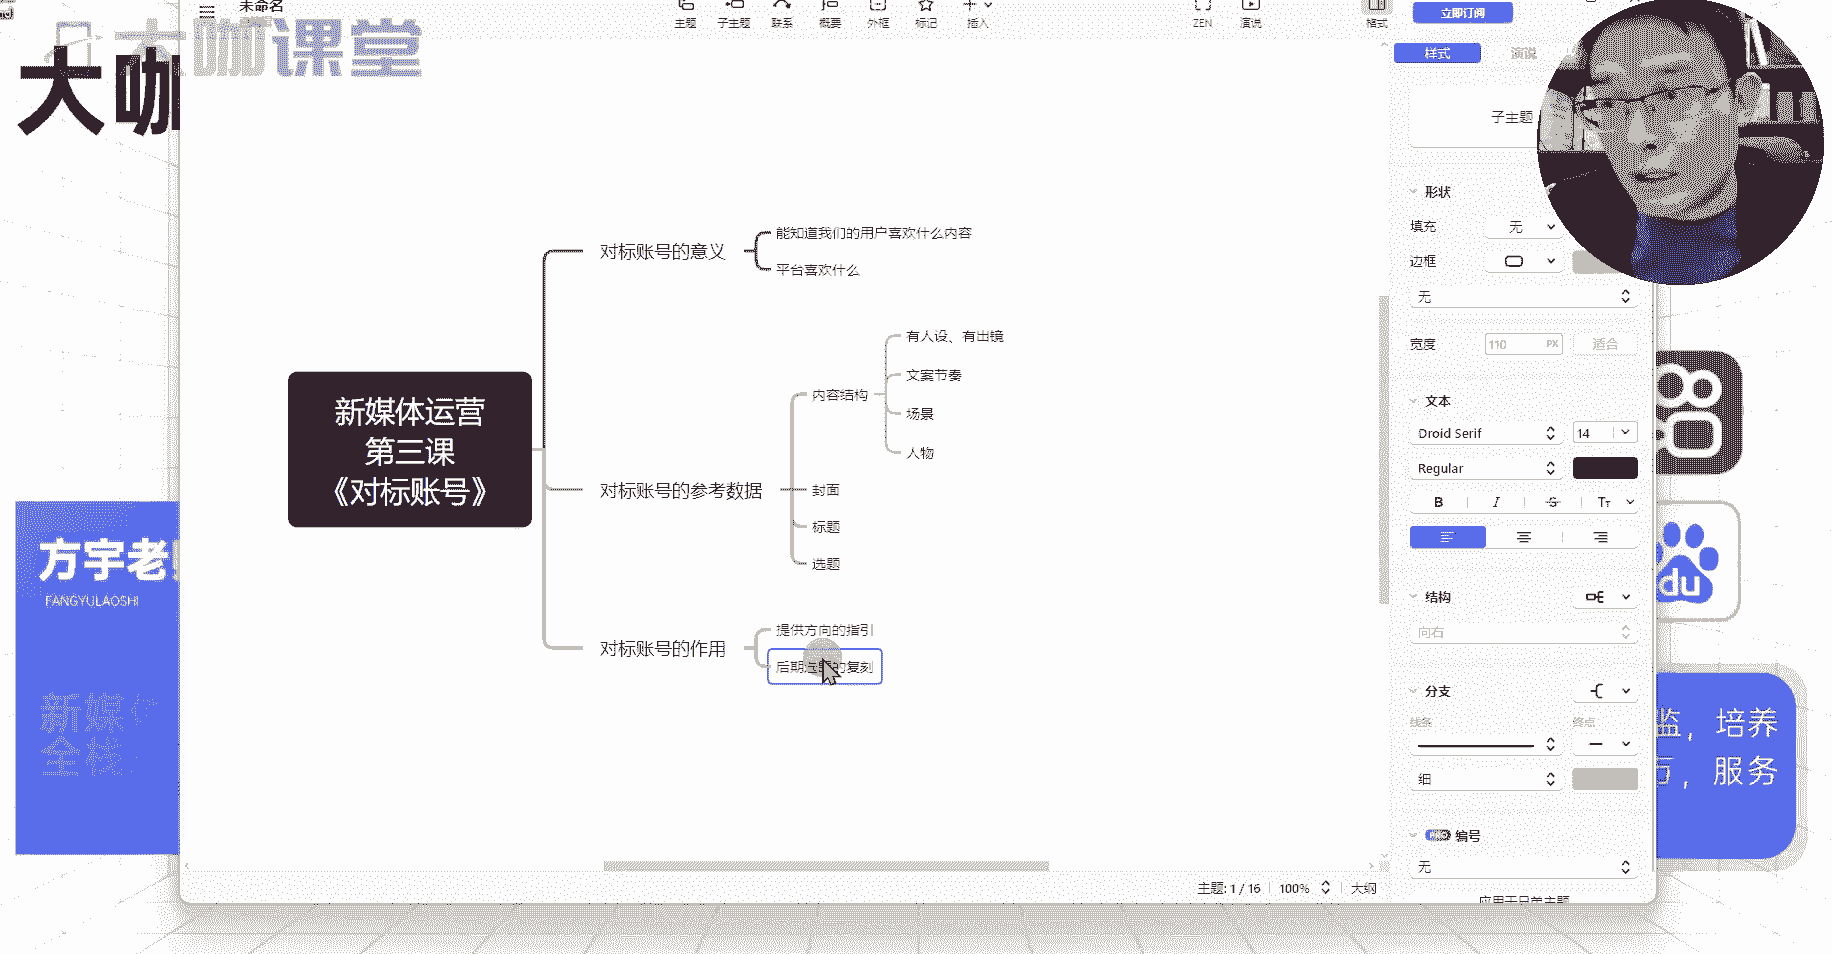 未命名
主题
子主题
联系
概要
外框
标记
插入
ZEN
演说
格式
立即订阅
大咖课堂
大咖
样式
演说
子主题
能知道我们的用户喜欢什么内容
对标账号的意义
平台喜欢什么
有人设、有出镜
文案节奏
内容结构
场景
人物
新媒体运营
第三课
《对标账号》
对标账号的参考数据
封面
标题
选题
提供方向的指引
对标账号的作用
后期选题的复刻
形状
填充
无
边框
无
宽度
110
PX
适合
文本
Droid Serif
14
Regular
B
I
S
TT
结构
向右
分支
线条
终点
细
编号
无
应用于只单主题
主题: 1 / 16
100%
大纲
方宇老
FANGYULAOSHI
新媒
全栈
du
培养
服务